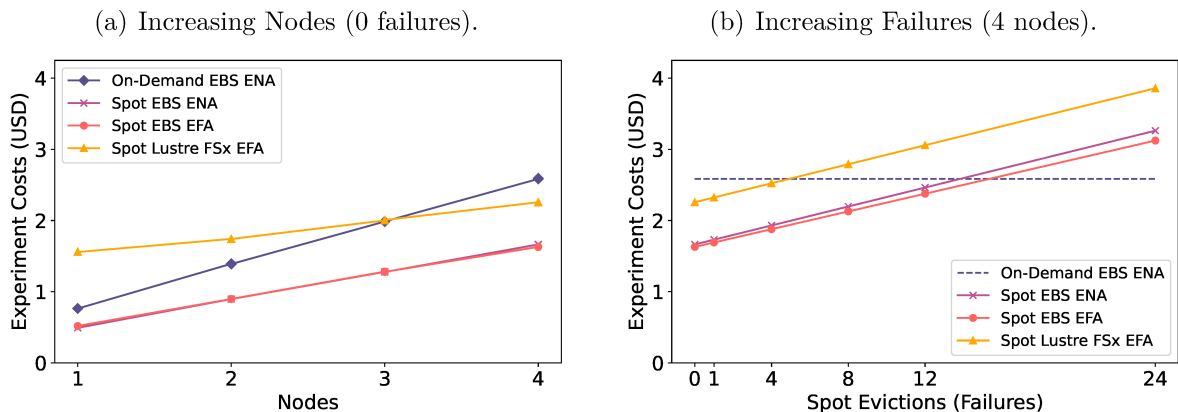 (a) Increasing Nodes (0 failures).
Experiment Costs (USD)
4
3
2
1
0
On-Demand EBS ENA
Spot EBS ENA
Spot EBS EFA
Spot Lustre FSx EFA
1 2 3 4
Nodes
(b) Increasing Failures (4 nodes).
Experiment Costs (USD)
4
3
2
1
0
On-Demand EBS ENA
Spot EBS ENA
Spot EBS EFA
Spot Lustre FSx EFA
0 1 4 8 12 24
Spot Evictions (Failures)